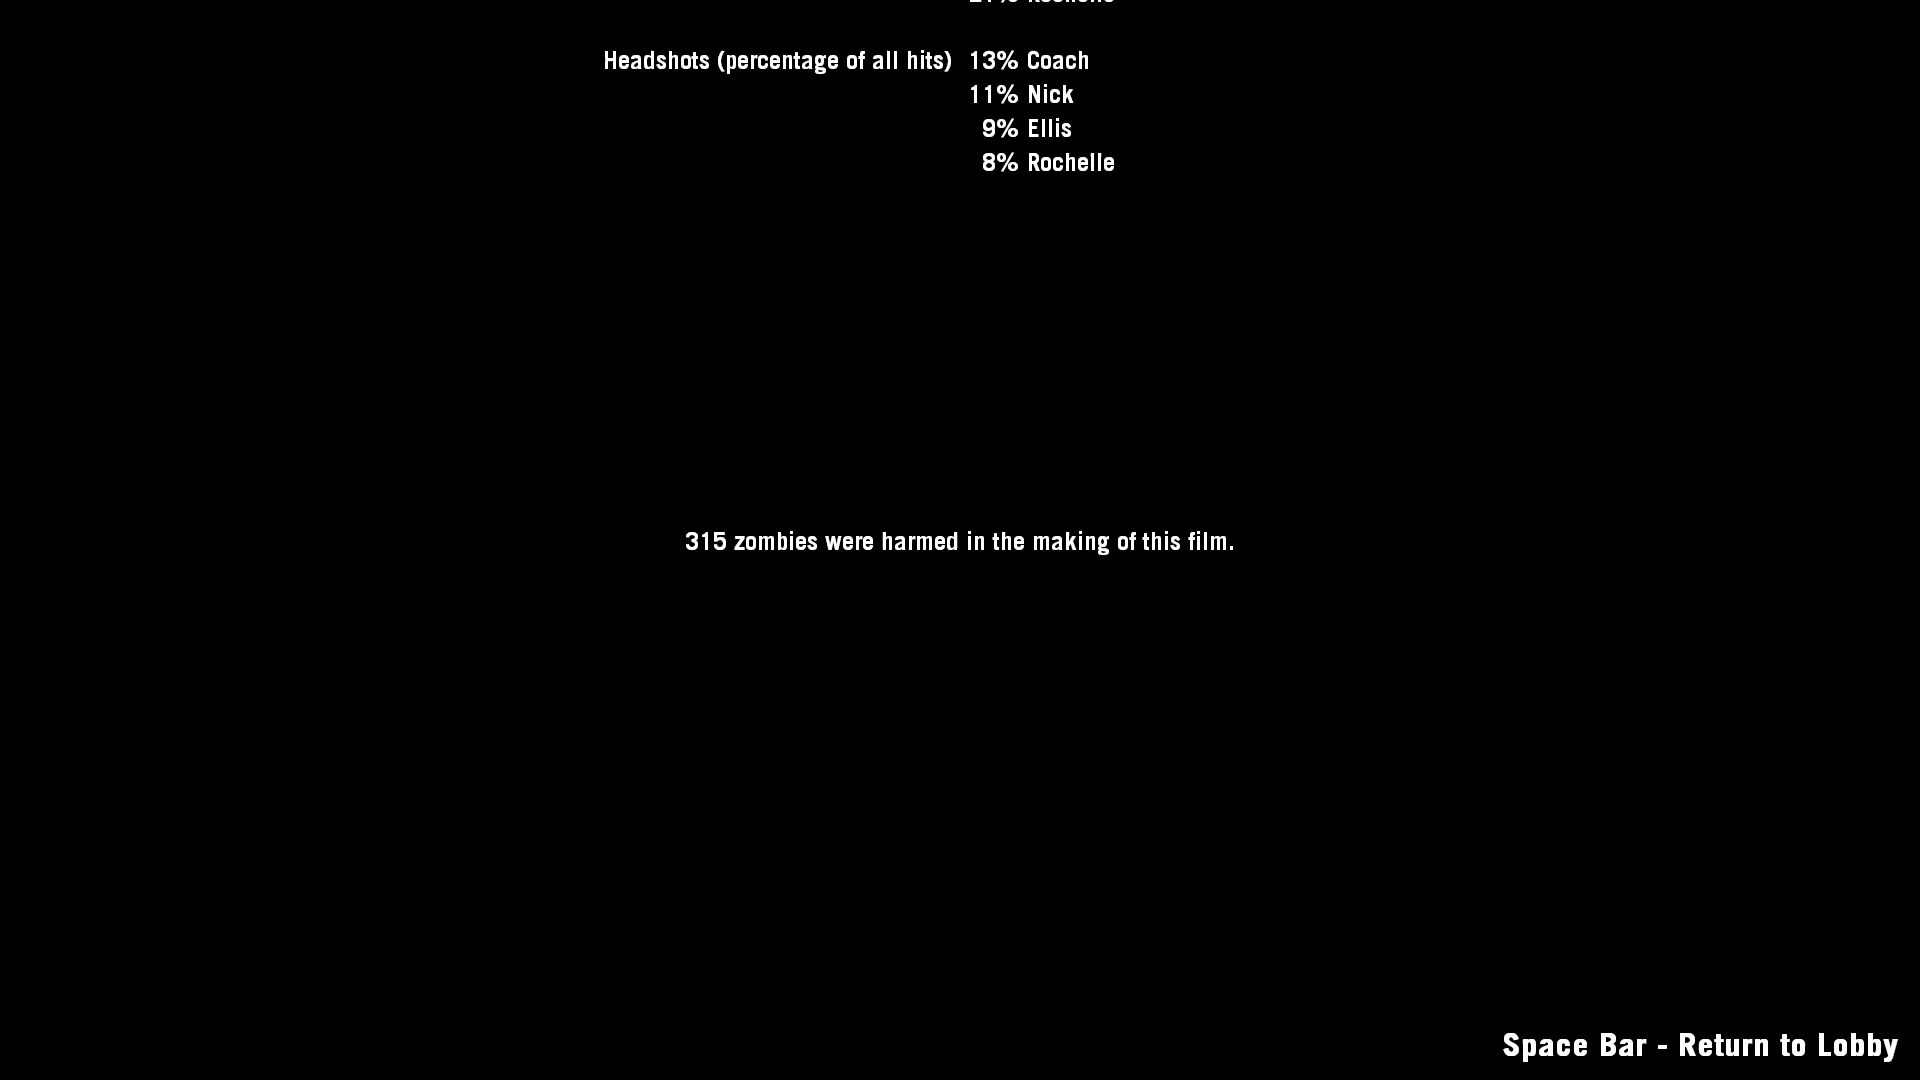 Headshots (percentage of all hits) 13% Coach
11% Nick
9% Ellis
8% Rochelle
315 zombies were harmed in the making of this film.
Space Bar - Return to Lobby